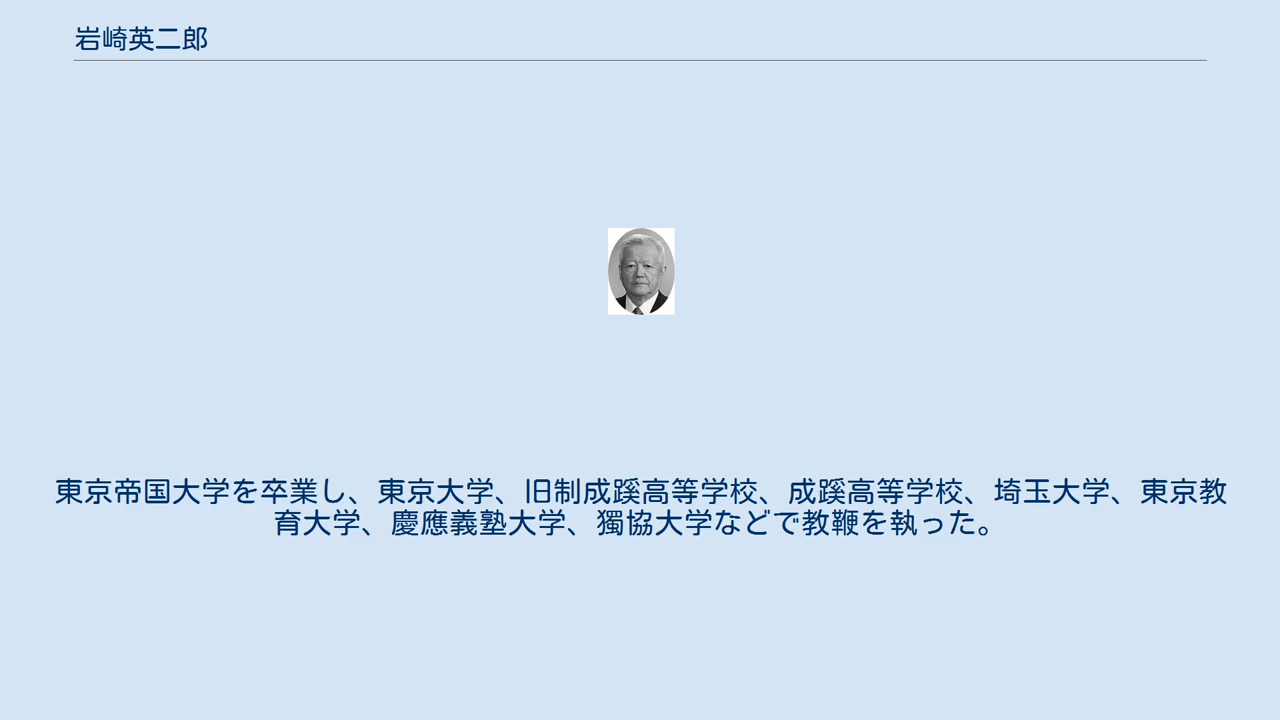 岩崎英二郎
東京帝国大学を卒業し、東京大学、旧制成蹊高等学校、成蹊高等学校、埼玉大学、東京教
育大学、慶應義塾大学、獨協大学などで教鞭を執った。